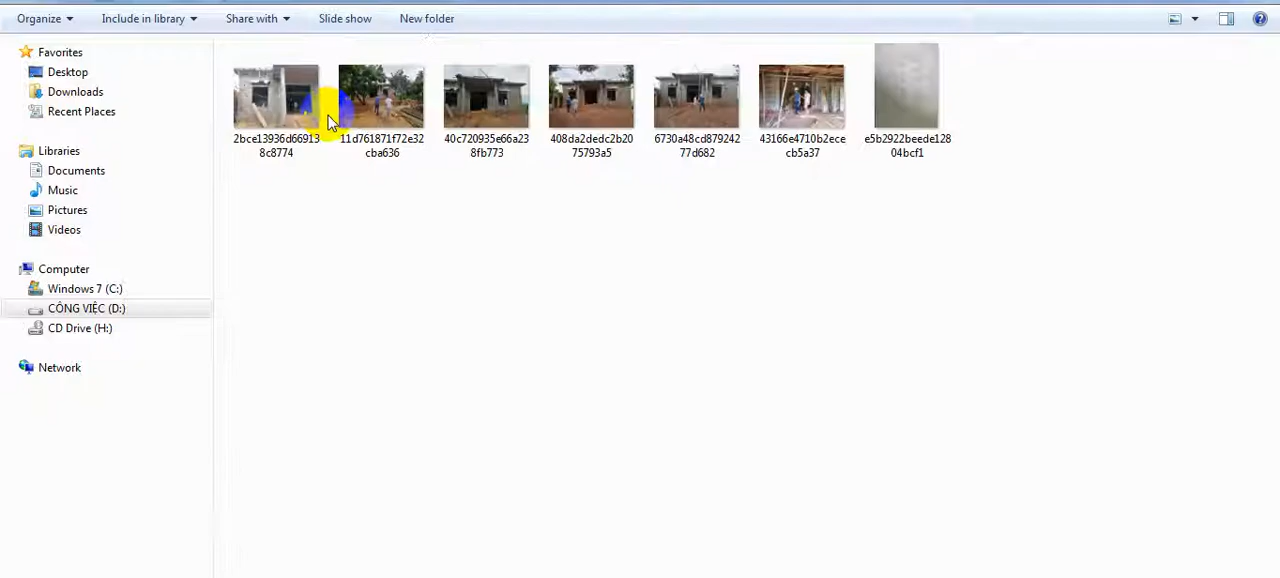 Organize Include in library Share with Slide show New folder
Favorites
Desktop
Downloads
Recent Places
Libraries
Documents
Music
Pictures
Videos
Computer
Windows 7 (C:)
CÔNG VIỆC (D:)
CD Drive (H:)
Network
2bce13936d66913
8c8774
11d761871f72e32
cba636
40c720935e66a23
8fb773
408da2dedc2b20
75793a5
6730a48cd879242
77d682
43166e4710b2ece
cb5a37
e5b2922beede128
04bcf1